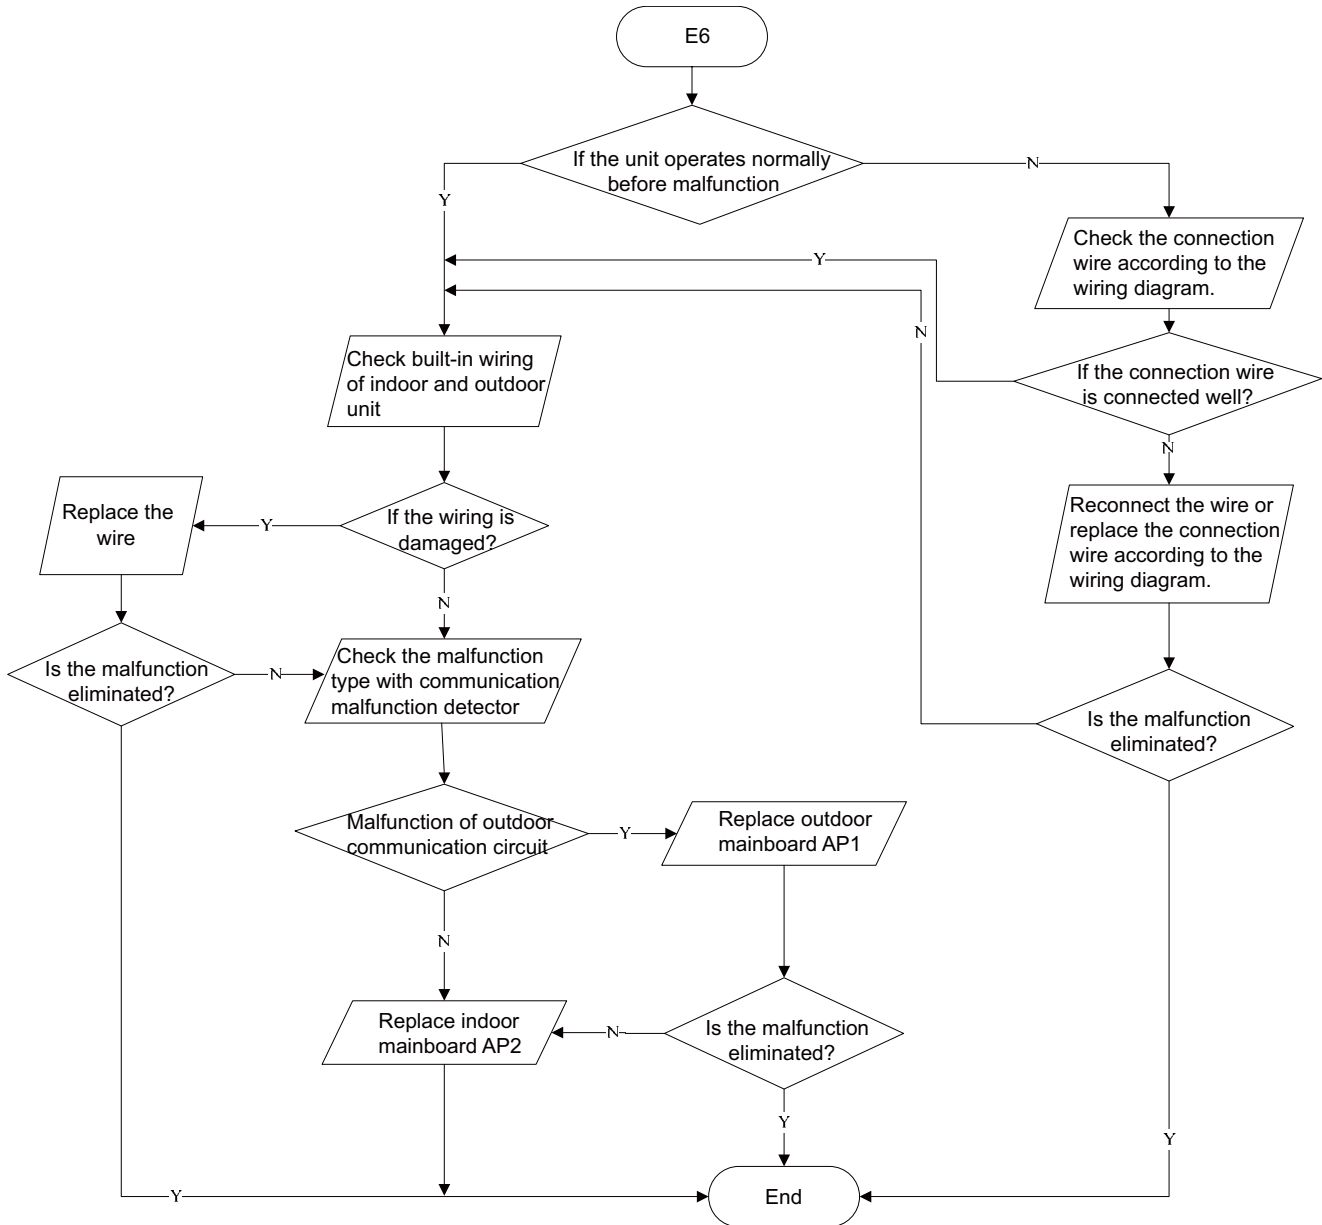 E6
If the unit operates normally
before malfunction
N
Y
Check the connection
wire according to the
wiring diagram.
Y
N
Check built-in wiring
of indoor and outdoor
unit
If the connection wire
is connected well?
N
Replace the
wire
Y
If the wiring is
damaged?
Reconnect the wire or
replace the connection
wire according to the
wiring diagram.
N
Is the malfunction
eliminated?
N
Check the malfunction
type with communication
malfunction detector
Is the malfunction
eliminated?
Malfunction of outdoor
communication circuit
Y
Replace outdoor
mainboard AP1
N
Replace indoor
mainboard AP2
N
Is the malfunction
eliminated?
Y
Y
Y
End